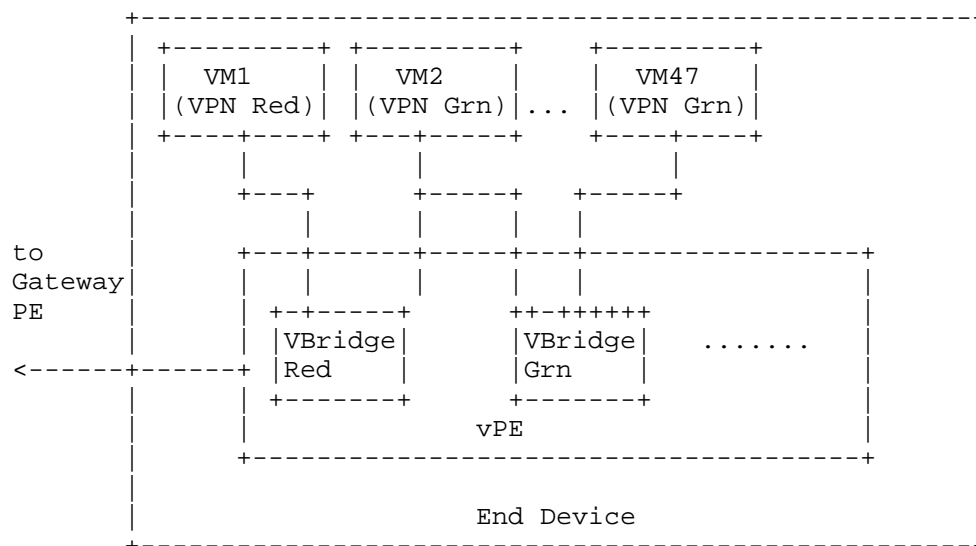 VM1 VM2 VM47
(VPN Red) (VPN Grn) ... (VPN Grn)
to
Gateway
PE
VBridge VBridge .......
<------ Red Grn
vPE
End Device